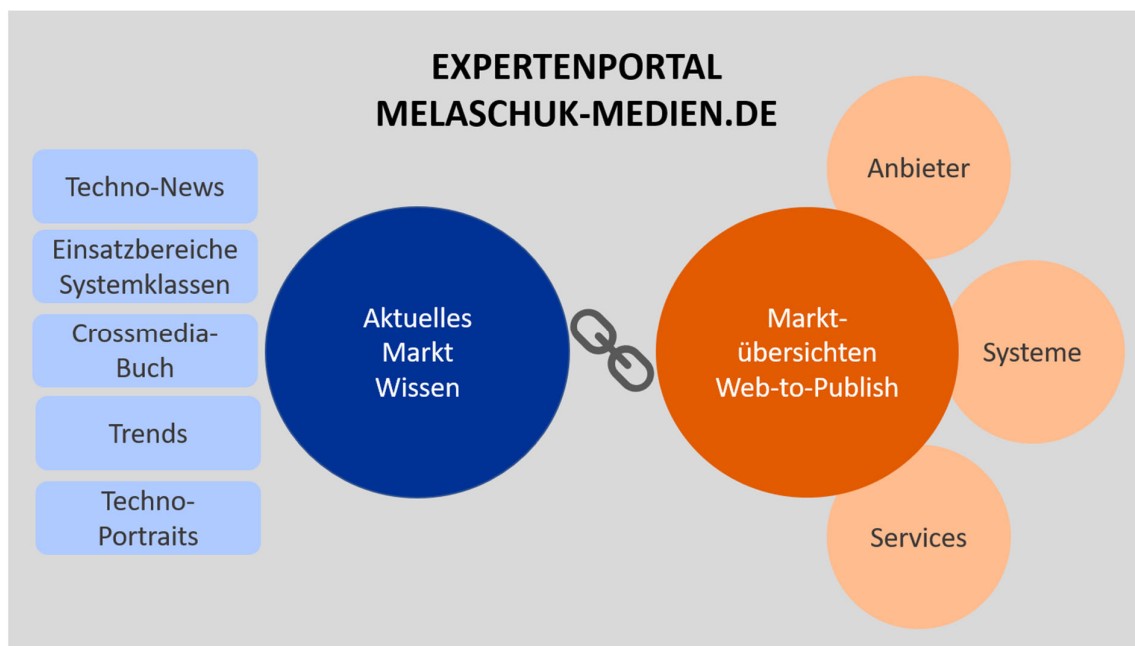 EXPERTENPORTAL
MELASCHUK-MEDIEN.DE
Techno-News
Einsatzbereiche
Systemklassen
Crossmedia-
Buch
Trends
Techno-
Portraits
Aktuelles
Markt
Wissen
Markt-
übersichten
Web-to-Publish
Anbieter
Systeme
Services